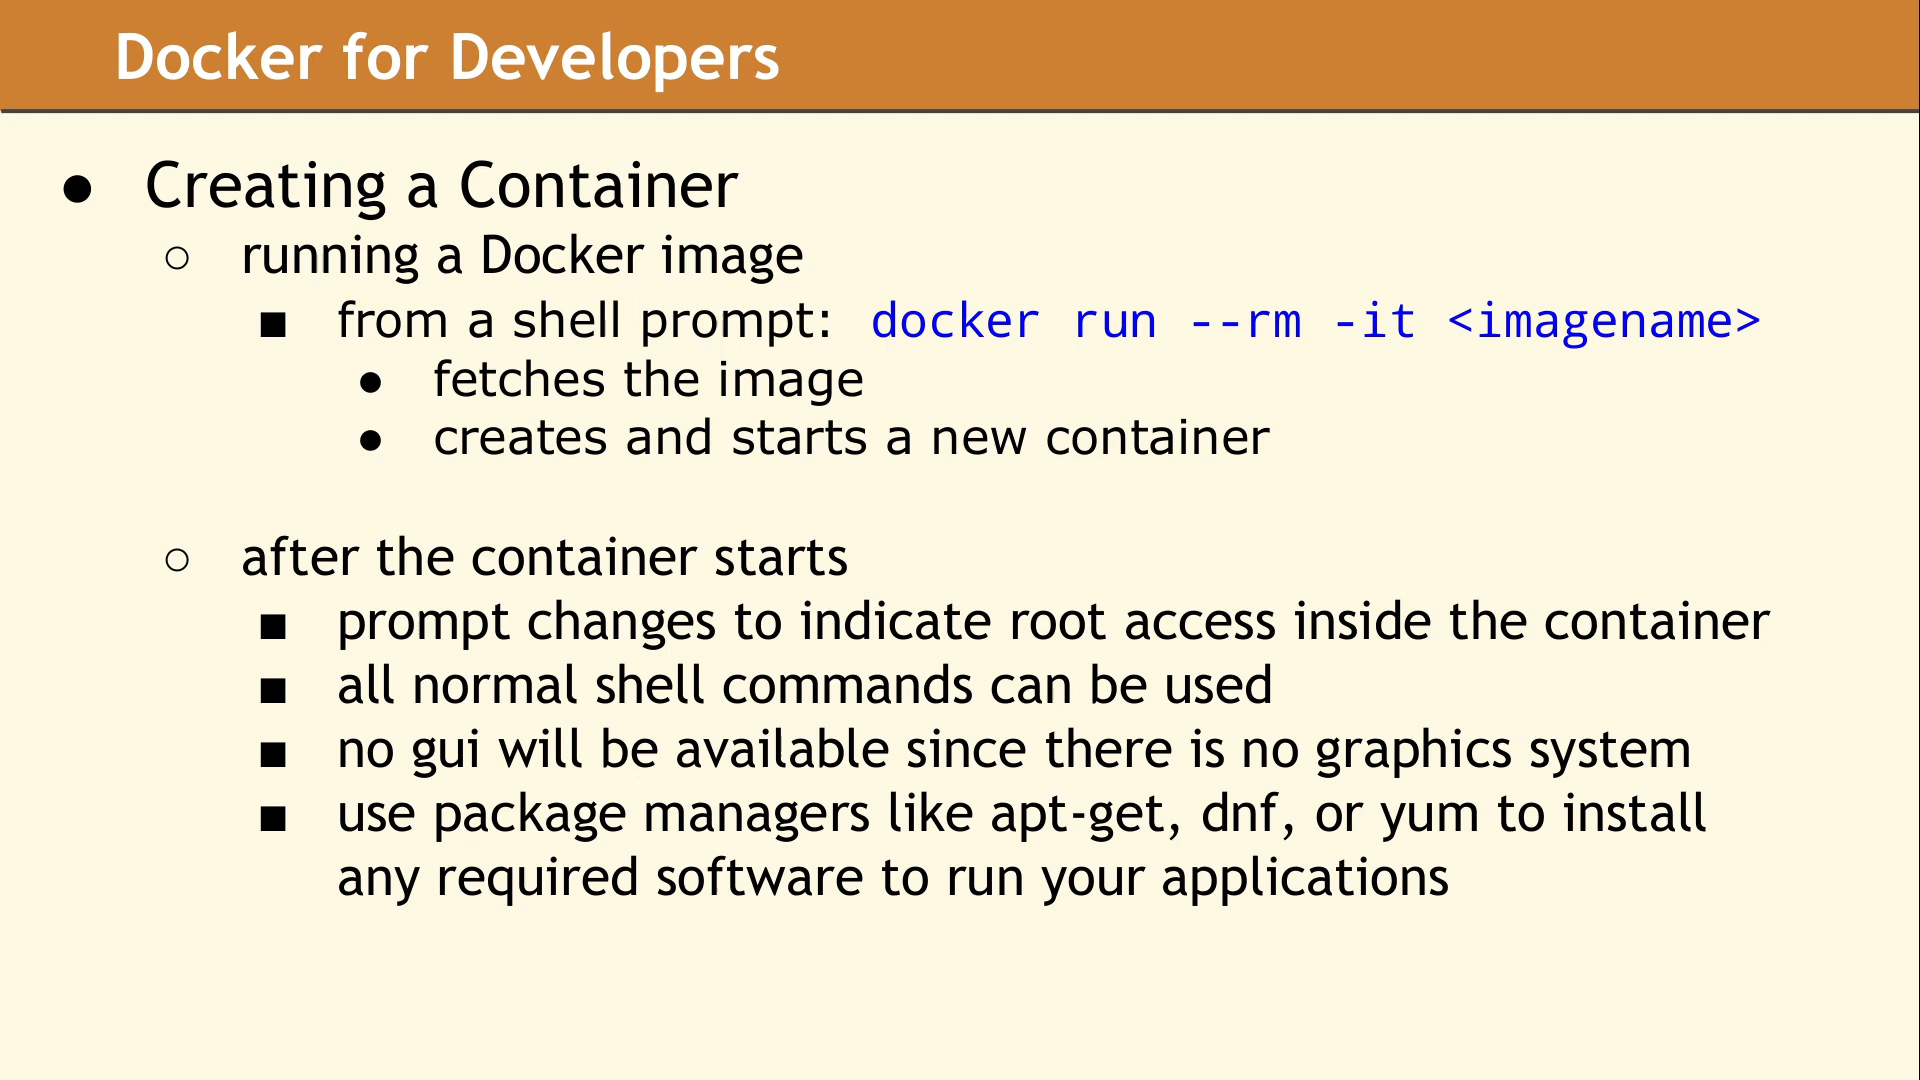 Docker for Developers
● Creating a Container
○ running a Docker image
■ from a shell prompt: docker run --rm -it <imagename>
● fetches the image
● creates and starts a new container
○ after the container starts
■ prompt changes to indicate root access inside the container
■ all normal shell commands can be used
■ no gui will be available since there is no graphics system
■ use package managers like apt-get, dnf, or yum to install
any required software to run your applications